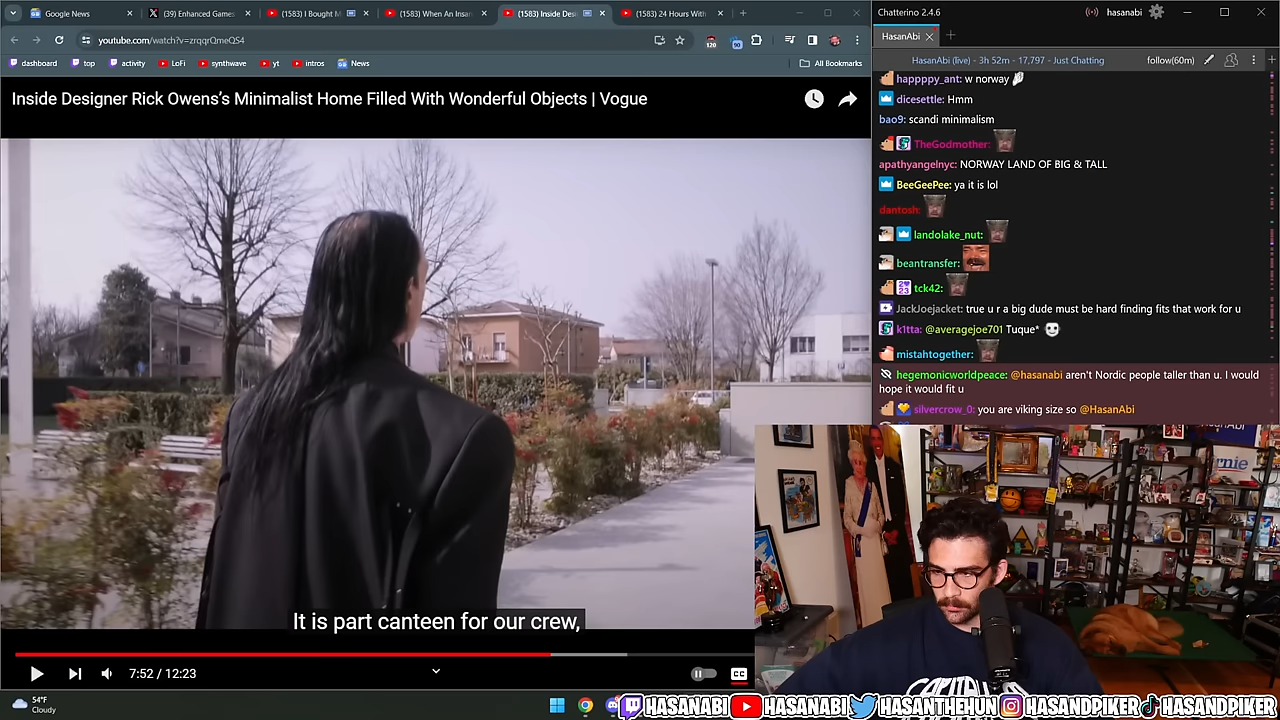 Google News
(39) Enhanced Games
(1583) I Bought M
(1583) When An Insan
(1583) Inside Desi
(1583) 24 Hours With
youtube.com/watch?v=zrqqrQmeQS4
120
90
dashboard
top
activity
LoFi
synthwave
yt
intros
News
All Bookmarks
Inside Designer Rick Owens's Minimalist Home Filled With Wonderful Objects | Vogue
It is part canteen for our crew,
7:52 / 12:23
CC
54°F
Cloudy
Chatterino 2.4.6
hasanabi
HasanAbi
HasanAbi (live) - 3h 52m - 17,797 - Just Chatting
follow(60m)
happppy_ant: w norway
dicesettle: Hmm
bao9: scandi minimalism
TheGodmother:
apathyangelnyc: NORWAY LAND OF BIG & TALL
BeeGeePee: ya it is lol
dantosh:
landolake_nut:
beantransfer:
tck42:
JackJoejacket: true u r a big dude must be hard finding fits that work for u
k1tta: @averagejoe701 Tuque*
mistahtogether:
hegemonicworldpeace: @hasanabi aren't Nordic people taller than u. I would
hope it would fit u
silvercrow_0: you are viking size so @HasanAbi
ernie
HASANABI
HASANABI
HASANTHEHUN
HASANDPIKER
HASANDPIKER